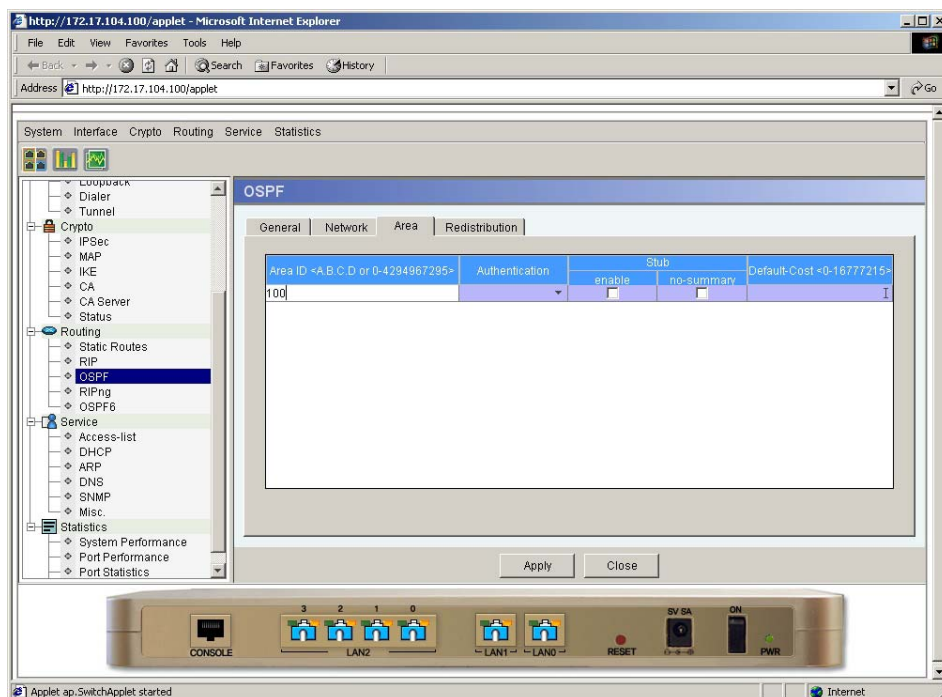 http://172.17.104.100/applet - Microsoft Internet Explorer
File Edit View Favorites Tools Help
Back Search Favorites History
Address http://172.17.104.100/applet Go
System Interface Crypto Routing Service Statistics
Loopback
Dialer
Tunnel
Crypto
IPSec
MAP
IKE
CA
CA Server
Status
Routing
Static Routes
RIP
OSPF
RIPng
OSPF6
Service
Access-list
DHCP
ARP
DNS
SNMP
Misc.
Statistics
System Performance
Port Performance
Port Statistics
OSPF
General Network Area Redistribution
Area ID <A.B.C.D or 0-4294967295> Authentication Stub Default-Cost <0-16777215>
enable no-summary
100
Apply Close
3 2 1 0 5V 5A ON
CONSOLE LAN2 LAN1 LAN0 RESET PWR
Applet ap.SwitchApplet started Internet